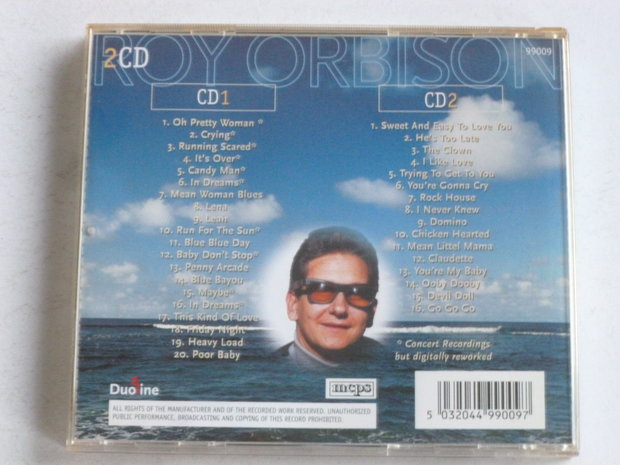 ROY ORBISON
2CD
99009
CD1
1. Oh Pretty Woman *
2. Crying*
3. Running Scared*
4. It's Over*
5. Candy Man*
6. In Dreams*
7. Mean Woman Blues
8. Lena
9. Leah
10. Run For The Sun*
11. Blue Blue Day
12. Baby Don't Stop*
13. Penny Arcade
14. Blue Bayou
15. Maybe*
16. In Dreams*
17. This Kind Of Love
18. Friday Night
19. Heavy Load
20. Poor Baby
CD2
1. Sweet And Easy To Love You
2. He's Too Late
3. The Clown
4. I Like Love
5. Trying To Get To You
6. You're Gonna Cry
7. Rock House
8. I Never Knew
9. Domino
10. Chicken Hearted
11. Mean Littel Mama
12. Claudette
13. You're My Baby
14. Ooby Dooby
15. Devil Doll
16. Go Go Go
* Concert Recordings
but digitally reworked
Duoline
mcps
ALL RIGHTS OF THE MANUFACTURER AND OF THE RECORDED WORK RESERVED. UNAUTHORIZED
PUBLIC PERFORMANCE, BROADCASTING AND COPYING OF THIS RECORD PROHIBITED.
5 032044 990097